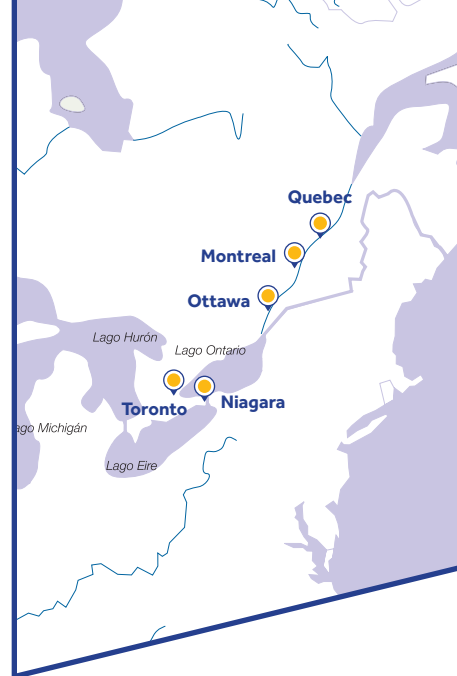 Quebec
Montreal
Ottawa
Lago Hurón
Lago Ontario
Toronto
Niagara
ago Michigán
Lago Eire